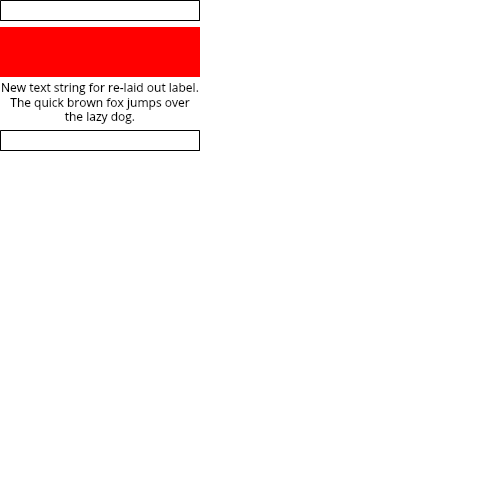 New text string for re-laid out label.
The quick brown fox jumps over
the lazy dog.